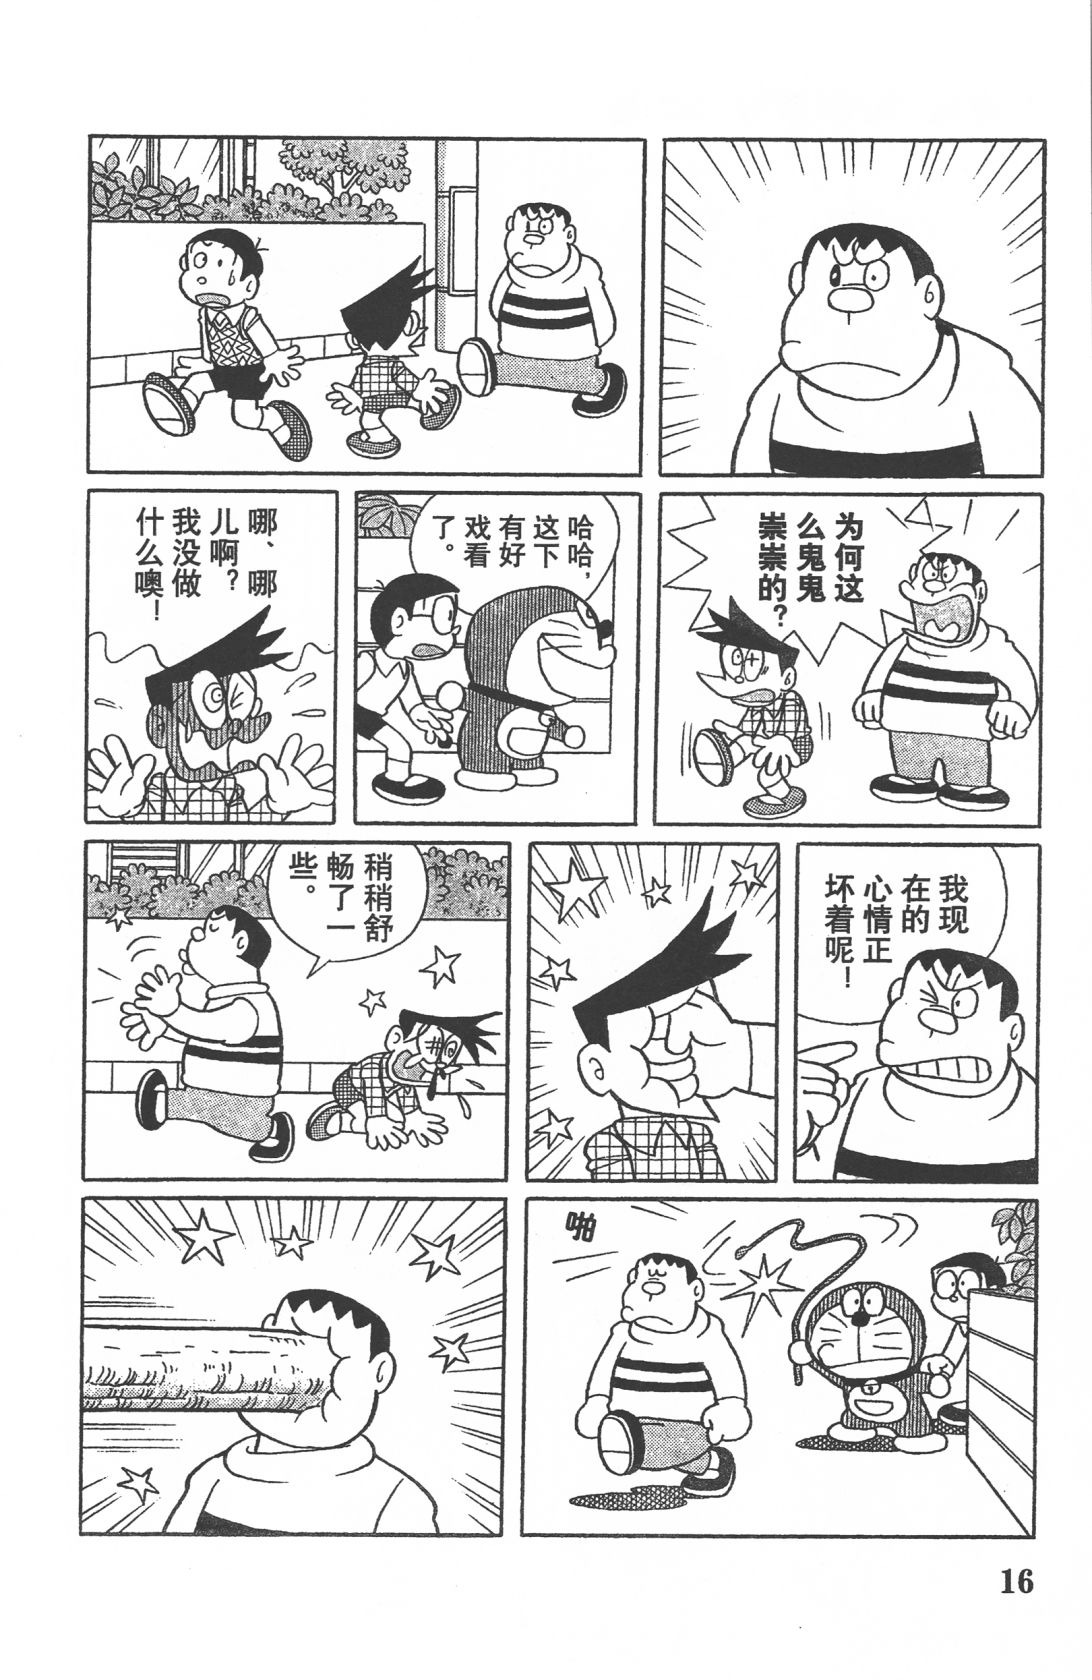 为何这
么鬼鬼
祟祟的？
哈哈，
这下
有好
戏看
了。
哪、哪
儿啊？
我没做
什么噢！
我现
在的
心情正
坏着呢！
稍稍舒
畅了一
些。
啪
16